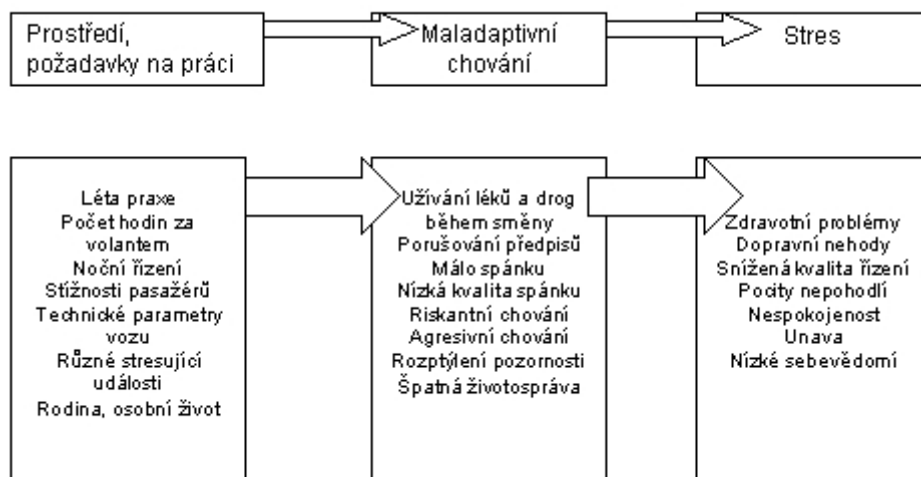 Prostředí,
požadavky na práci
Maladaptivní
chování
Stres
Léta praxe
Počet hodin za
volantem
Noční řízení
Stížnosti pasažérů
Technické parametry
vozu
Různé stresující
události
Rodina, osobní život
Užívání léků a drog
během směny
Porušování předpisů
Málo spánku
Nízká kvalita spánku
Riskantní chování
Agresivní chování
Rozptýlení pozornosti
Špatná životospráva
Zdravotní problémy
Dopravní nehody
Snížená kvalita řízení
Pocity nepohodlí
Nespokojenost
Unava
Nízké sebevědomí